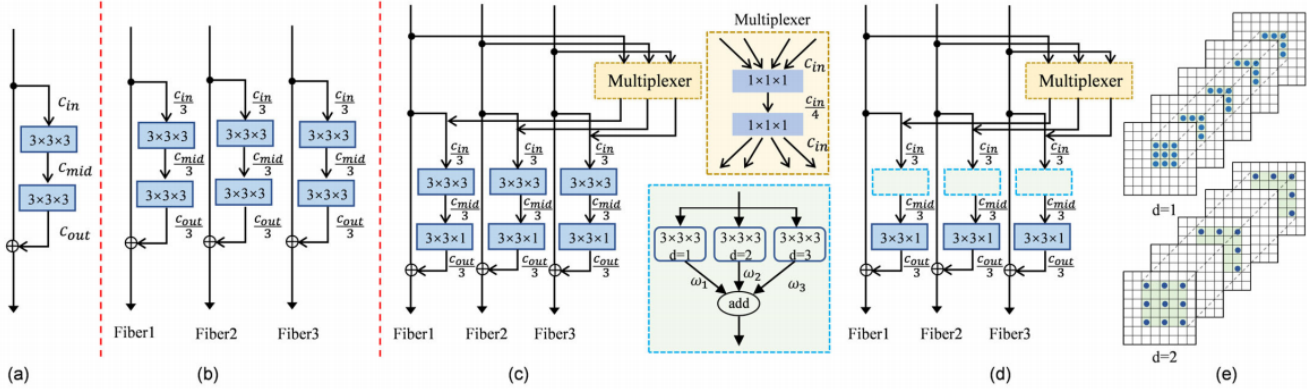 c_in
3×3×3
c_mid
3×3×3
c_out
(a)
c_in/3 c_in/3 c_in/3
3×3×3 3×3×3 3×3×3
c_mid/3 c_mid/3 c_mid/3
3×3×3 3×3×3 3×3×3
c_out/3 c_out/3 c_out/3
Fiber1 Fiber2 Fiber3
(b)
Multiplexer
c_in/3 c_in/3 c_in/3
3×3×3 3×3×3 3×3×3
c_mid/3 c_mid/3 c_mid/3
3×3×1 3×3×1 3×3×1
c_out/3 c_out/3 c_out/3
Fiber1 Fiber2 Fiber3
(c)
Multiplexer
c_in
1×1×1
c_in/4
1×1×1
c_in
3×3×3 3×3×3 3×3×3
d=1 d=2 d=3
ω₁ ω₂ ω₃
add
Multiplexer
c_in/3 c_in/3 c_in/3
c_mid/3 c_mid/3 c_mid/3
3×3×1 3×3×1 3×3×1
c_out/3 c_out/3 c_out/3
Fiber1 Fiber2 Fiber3
(d)
d=1
d=2
(e)